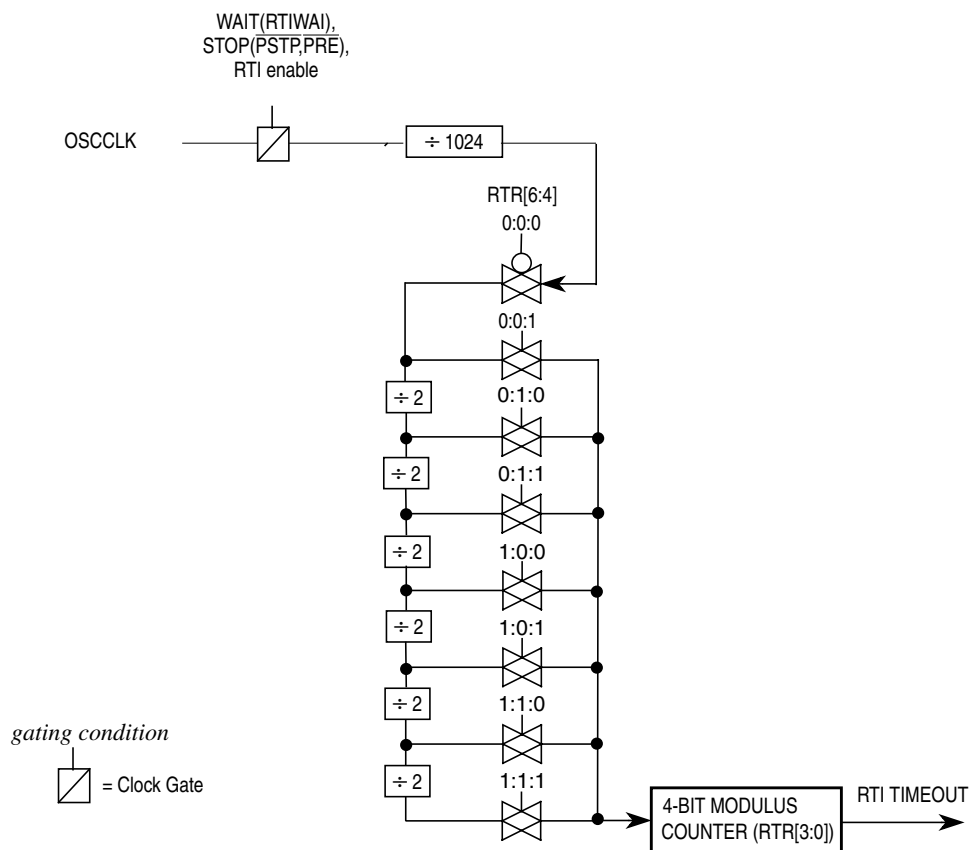 WAIT(RTIWAI),
STOP(PSTP,PRE),
RTI enable
OSCCLK
÷ 1024
RTR[6:4]
0:0:0
0:0:1
÷ 2
0:1:0
÷ 2
0:1:1
÷ 2
1:0:0
÷ 2
1:0:1
÷ 2
1:1:0
÷ 2
1:1:1
gating condition
= Clock Gate
4-BIT MODULUS
COUNTER (RTR[3:0])
RTI TIMEOUT